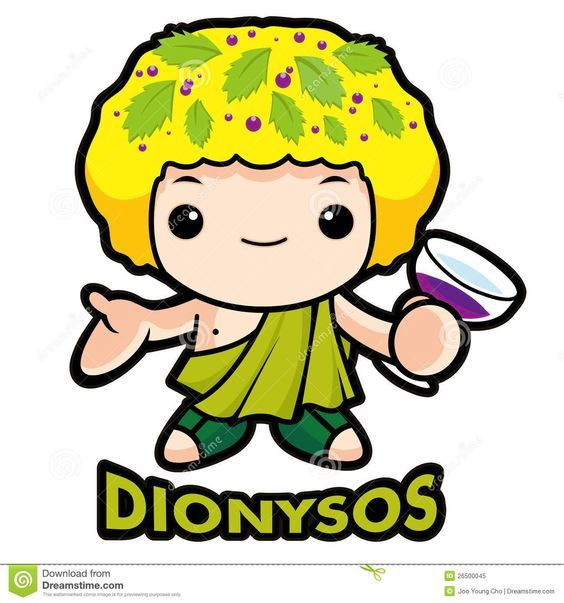 DIONYSOS
Download from
Dreamstime.com
This watermarked comp image is for previewing purposes only.
26500045
Joo Young Cho | Dreamstime.com